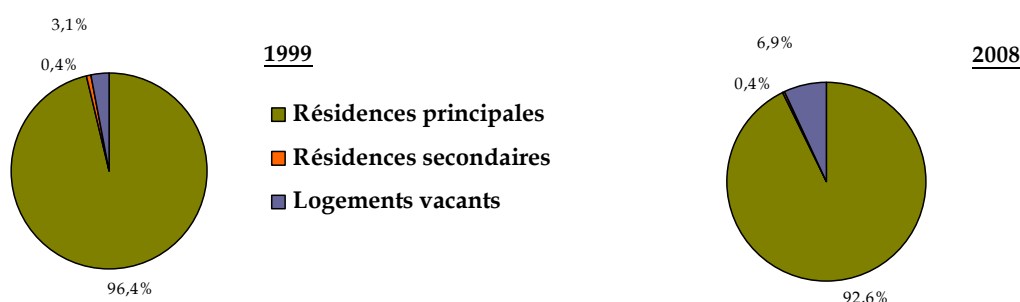 3,1%
0,4%
1999
Résidences principales
Résidences secondaires
Logements vacants
96,4%
6,9%
0,4%
2008
92,6%